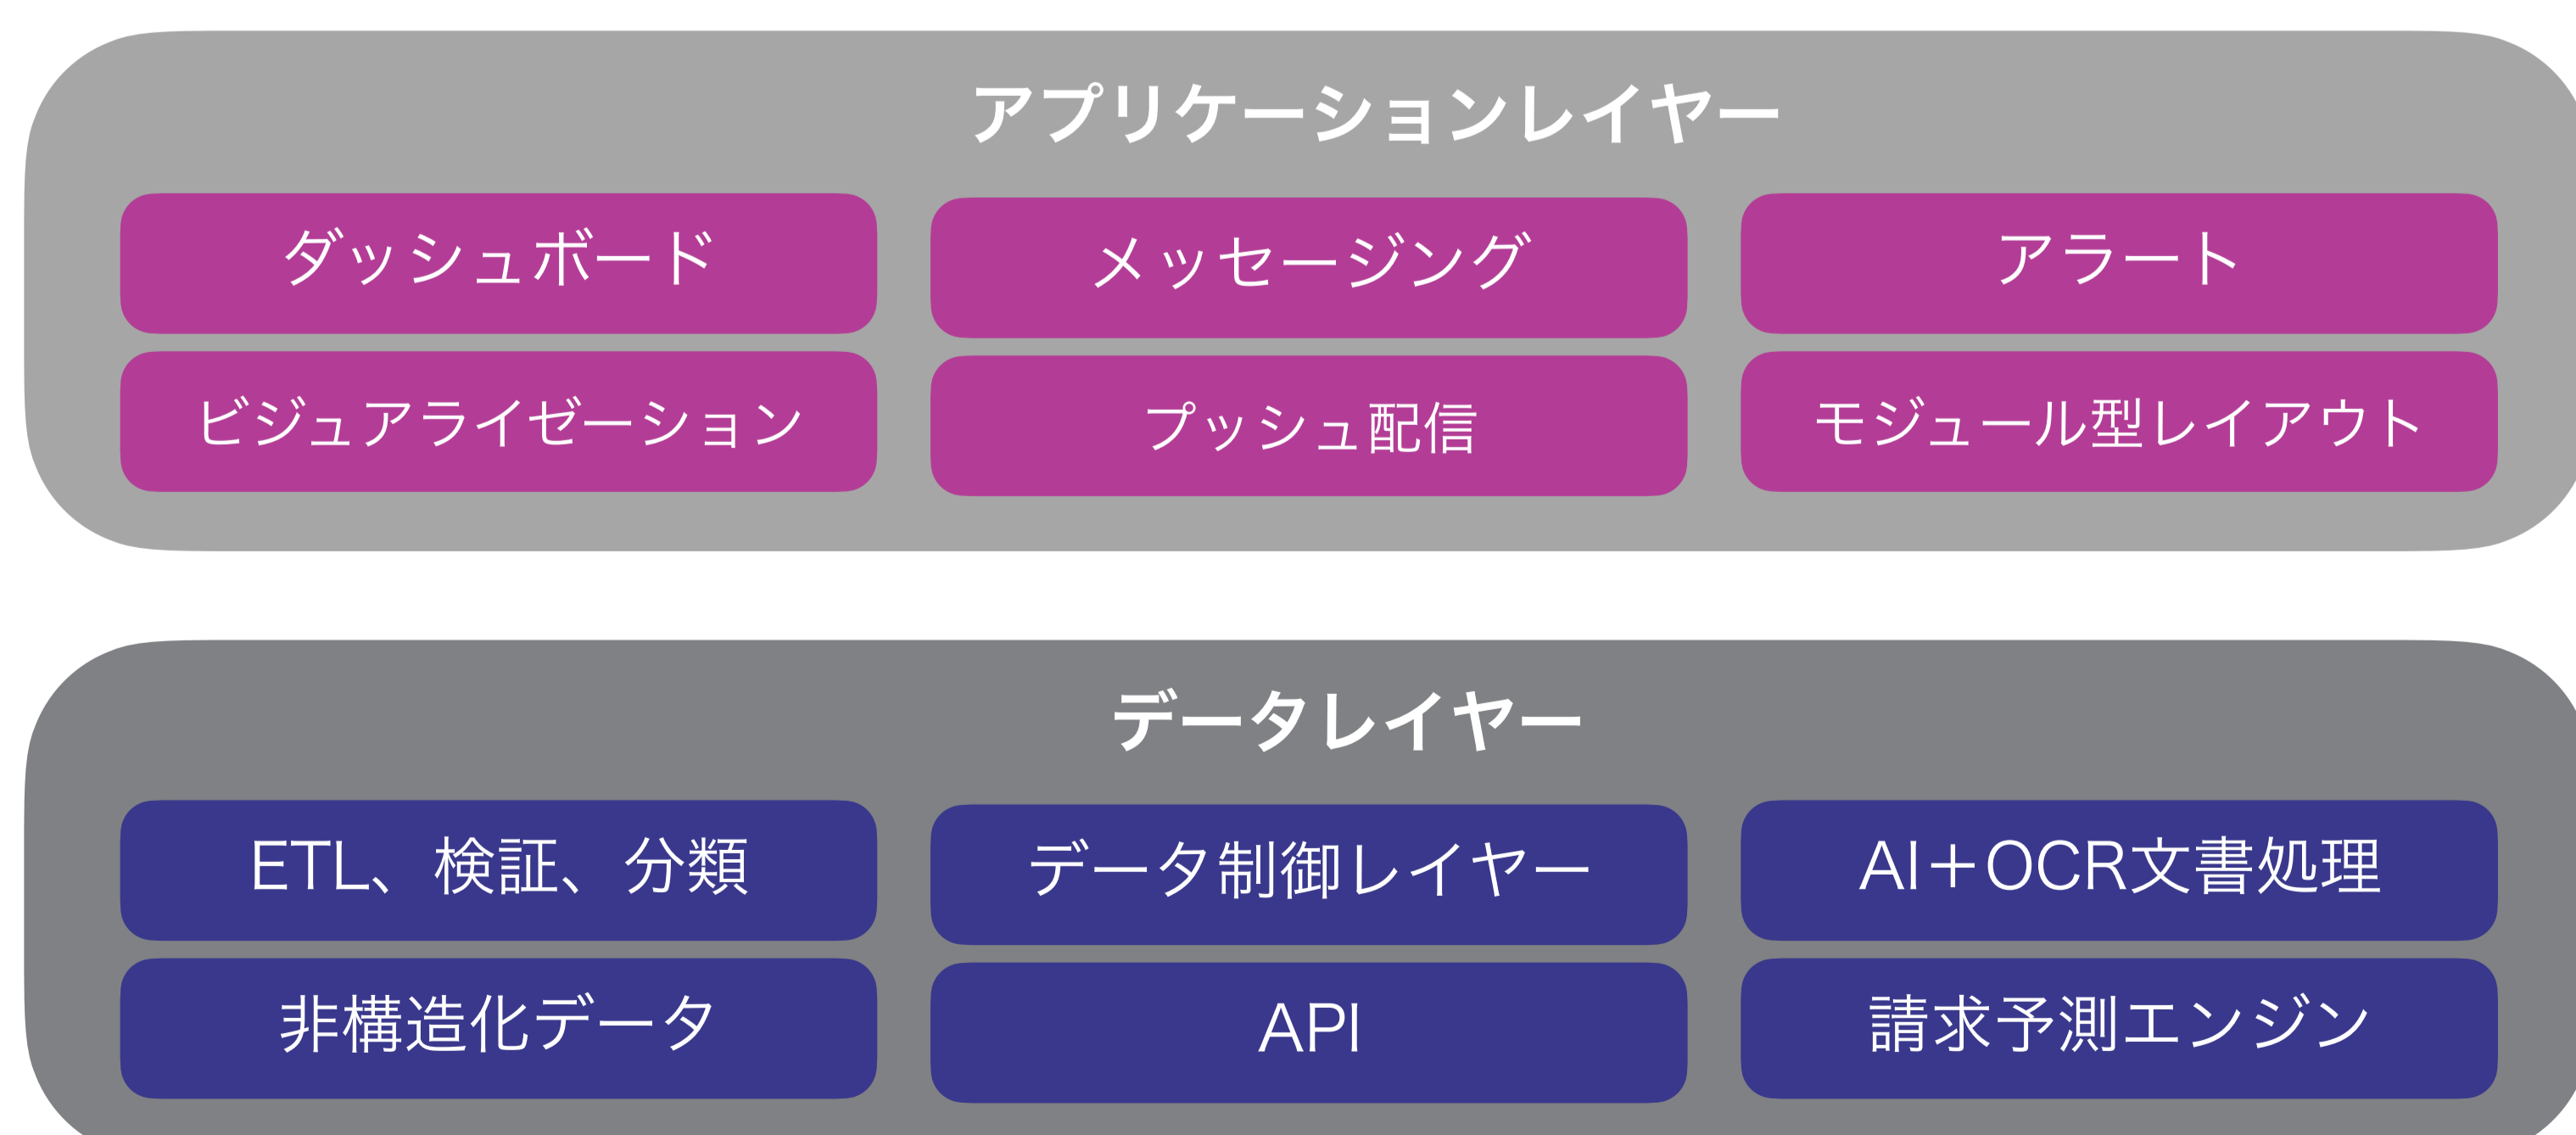 アプリケーションレイヤー
ダッシュボード
メッセージング
アラート
ビジュアライゼーション
プッシュ配信
モジュール型レイアウト
データレイヤー
ETL、検証、分類
データ制御レイヤー
AI+OCR文書処理
非構造化データ
API
請求予測エンジン